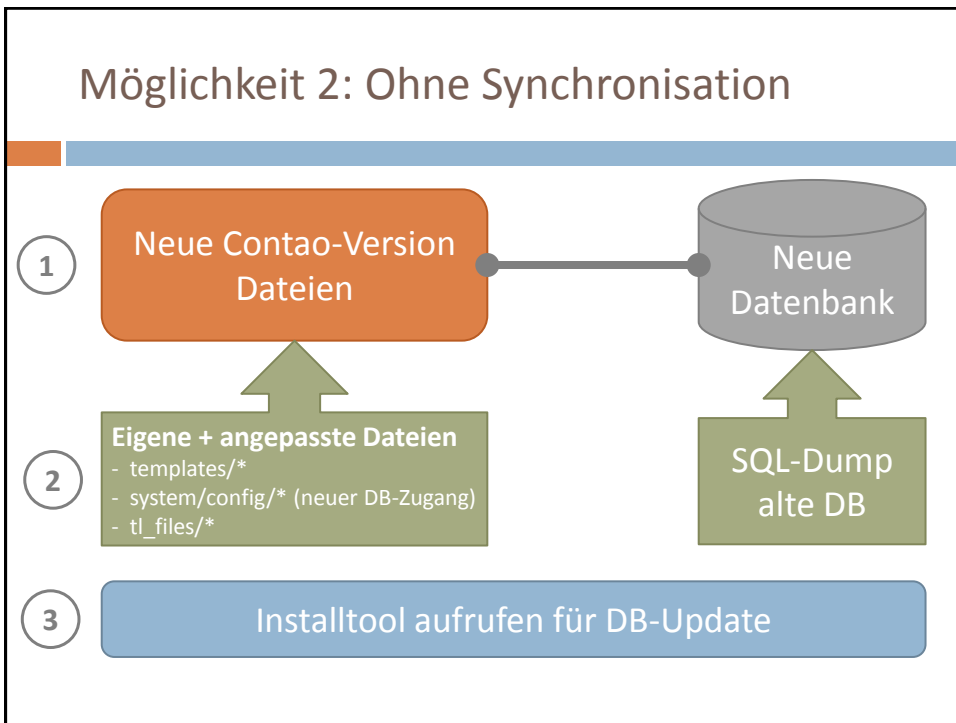 Möglichkeit 2: Ohne Synchronisation
1
Neue Contao-Version
Dateien
Neue
Datenbank
2
Eigene + angepasste Dateien
- templates/*
- system/config/* (neuer DB-Zugang)
- tl_files/*
SQL-Dump
alte DB
3
Installtool aufrufen für DB-Update